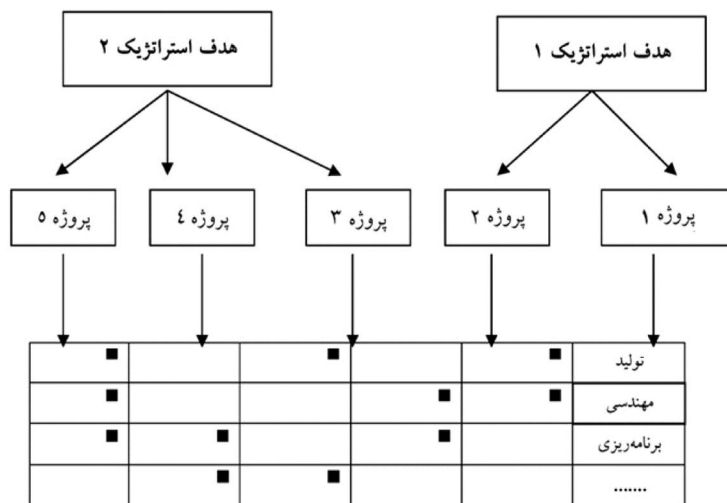 هدف استراتژیک ۱
هدف استراتژیک ۲
پروژه ۱
پروژه ۲
پروژه ۳
پروژه ٤
پروژه ٥
تولید
مهندسی
برنامه‌ریزی
.......